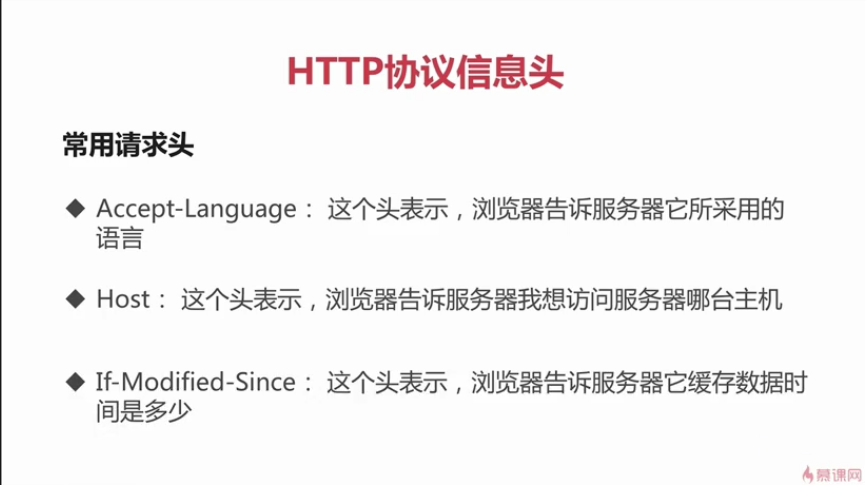 HTTP协议信息头
常用请求头
◆ Accept-Language： 这个头表示，浏览器告诉服务器它所采用的
语言
◆ Host： 这个头表示，浏览器告诉服务器我想访问服务器哪台主机
◆ If-Modified-Since： 这个头表示，浏览器告诉服务器它缓存数据时
间是多少
慕课网